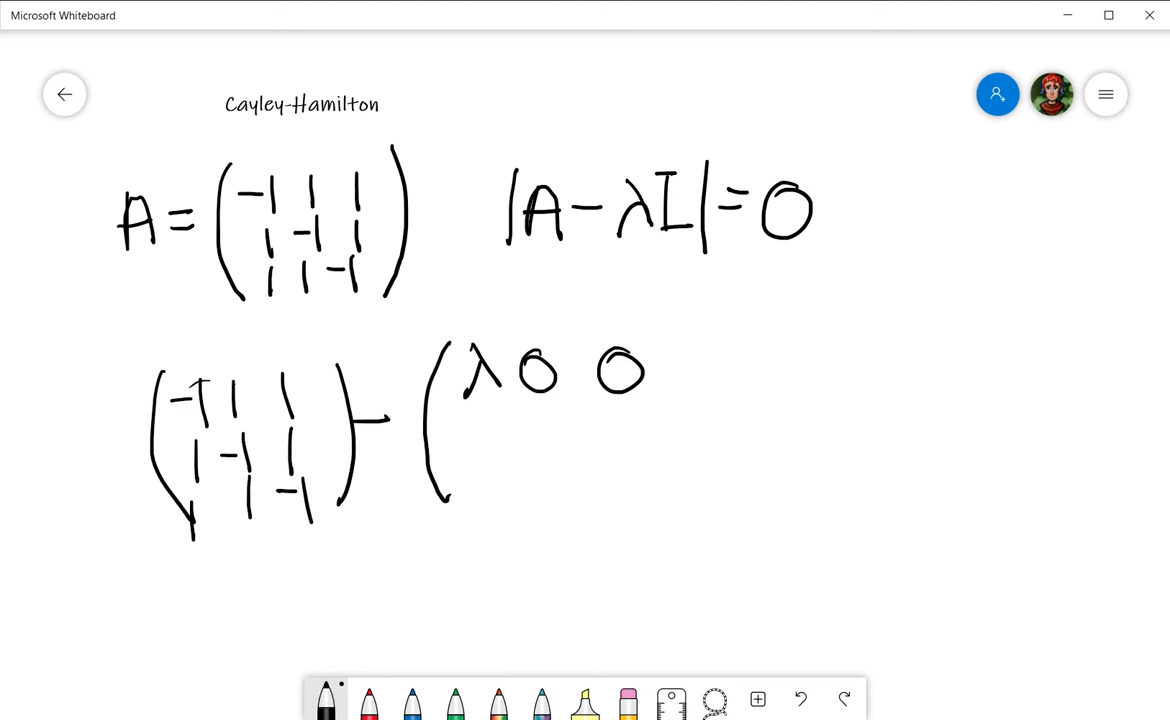 Microsoft Whiteboard
Cayley-Hamilton
A = (-1 1 1
1 -1 1
1 1 -1)
|A - λI| = 0
(-1 1 1
1 -1 1
1 1 -1) - (λ 0 0